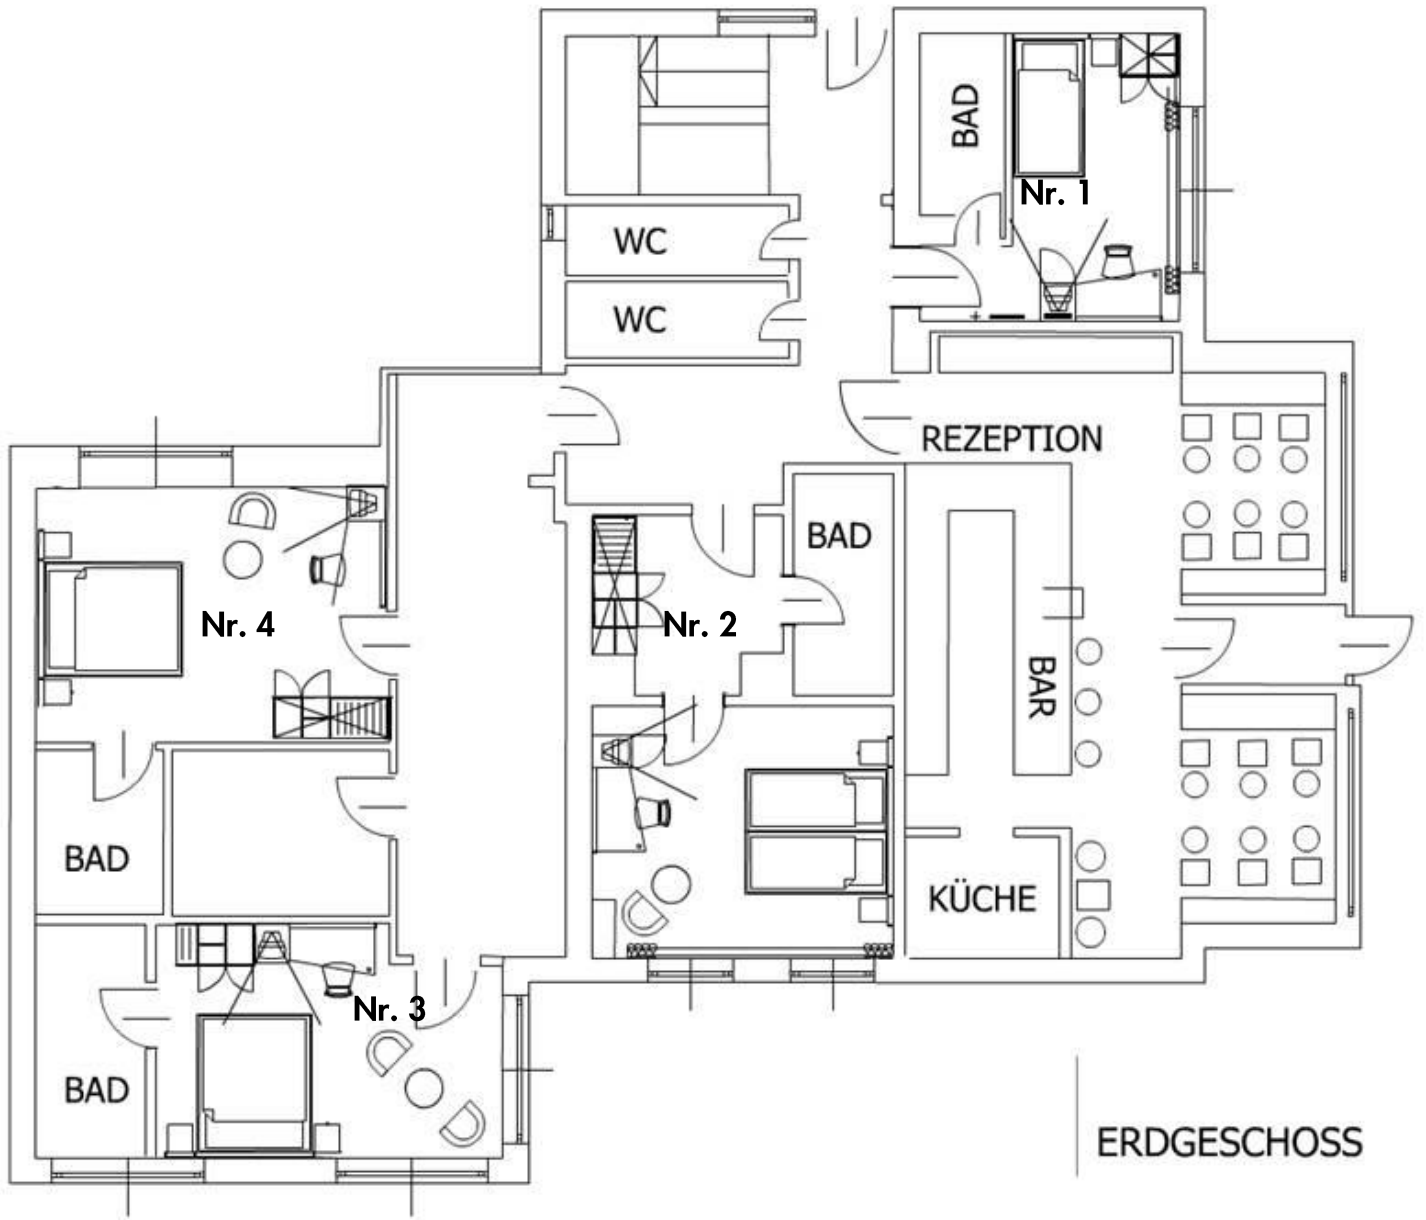 BAD
Nr. 1
WC
WC
REZEPTION
BAD
Nr. 4
Nr. 2
BAR
BAD
KÜCHE
Nr. 3
BAD
ERDGESCHOSS